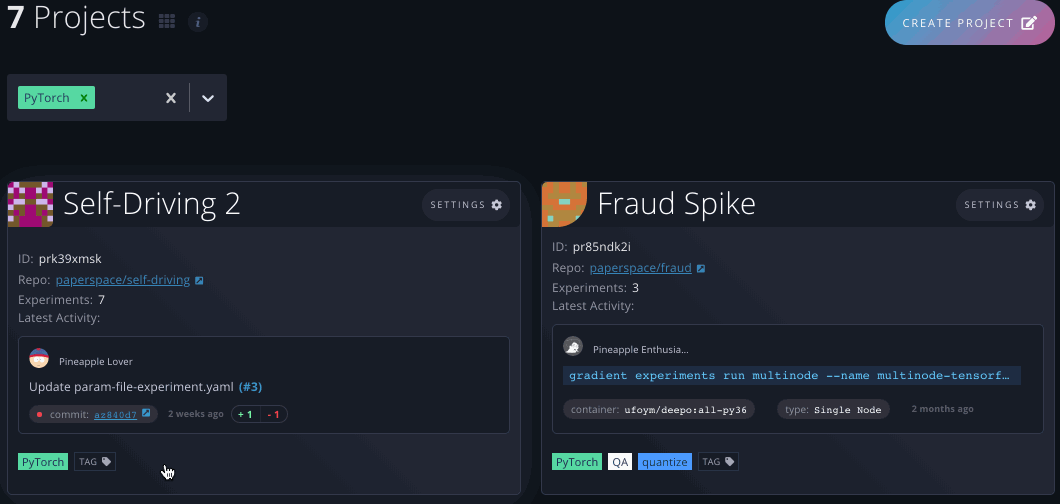 7 Projects
CREATE PROJECT
PyTorch
Self-Driving 2
SETTINGS
ID: prk39xmsk
Repo: paperspace/self-driving
Experiments: 7
Latest Activity:
Pineapple Lover
Update param-file-experiment.yaml (#3)
commit: az840d7
2 weeks ago
+ 1 - 1
PyTorch
TAG
Fraud Spike
SETTINGS
ID: pr85ndk2i
Repo: paperspace/fraud
Experiments: 3
Latest Activity:
Pineapple Enthusia...
gradient experiments run multinode --name multinode-tensorf…
container: ufoym/deepo:all-py36
type: Single Node
2 months ago
PyTorch
QA
quantize
TAG